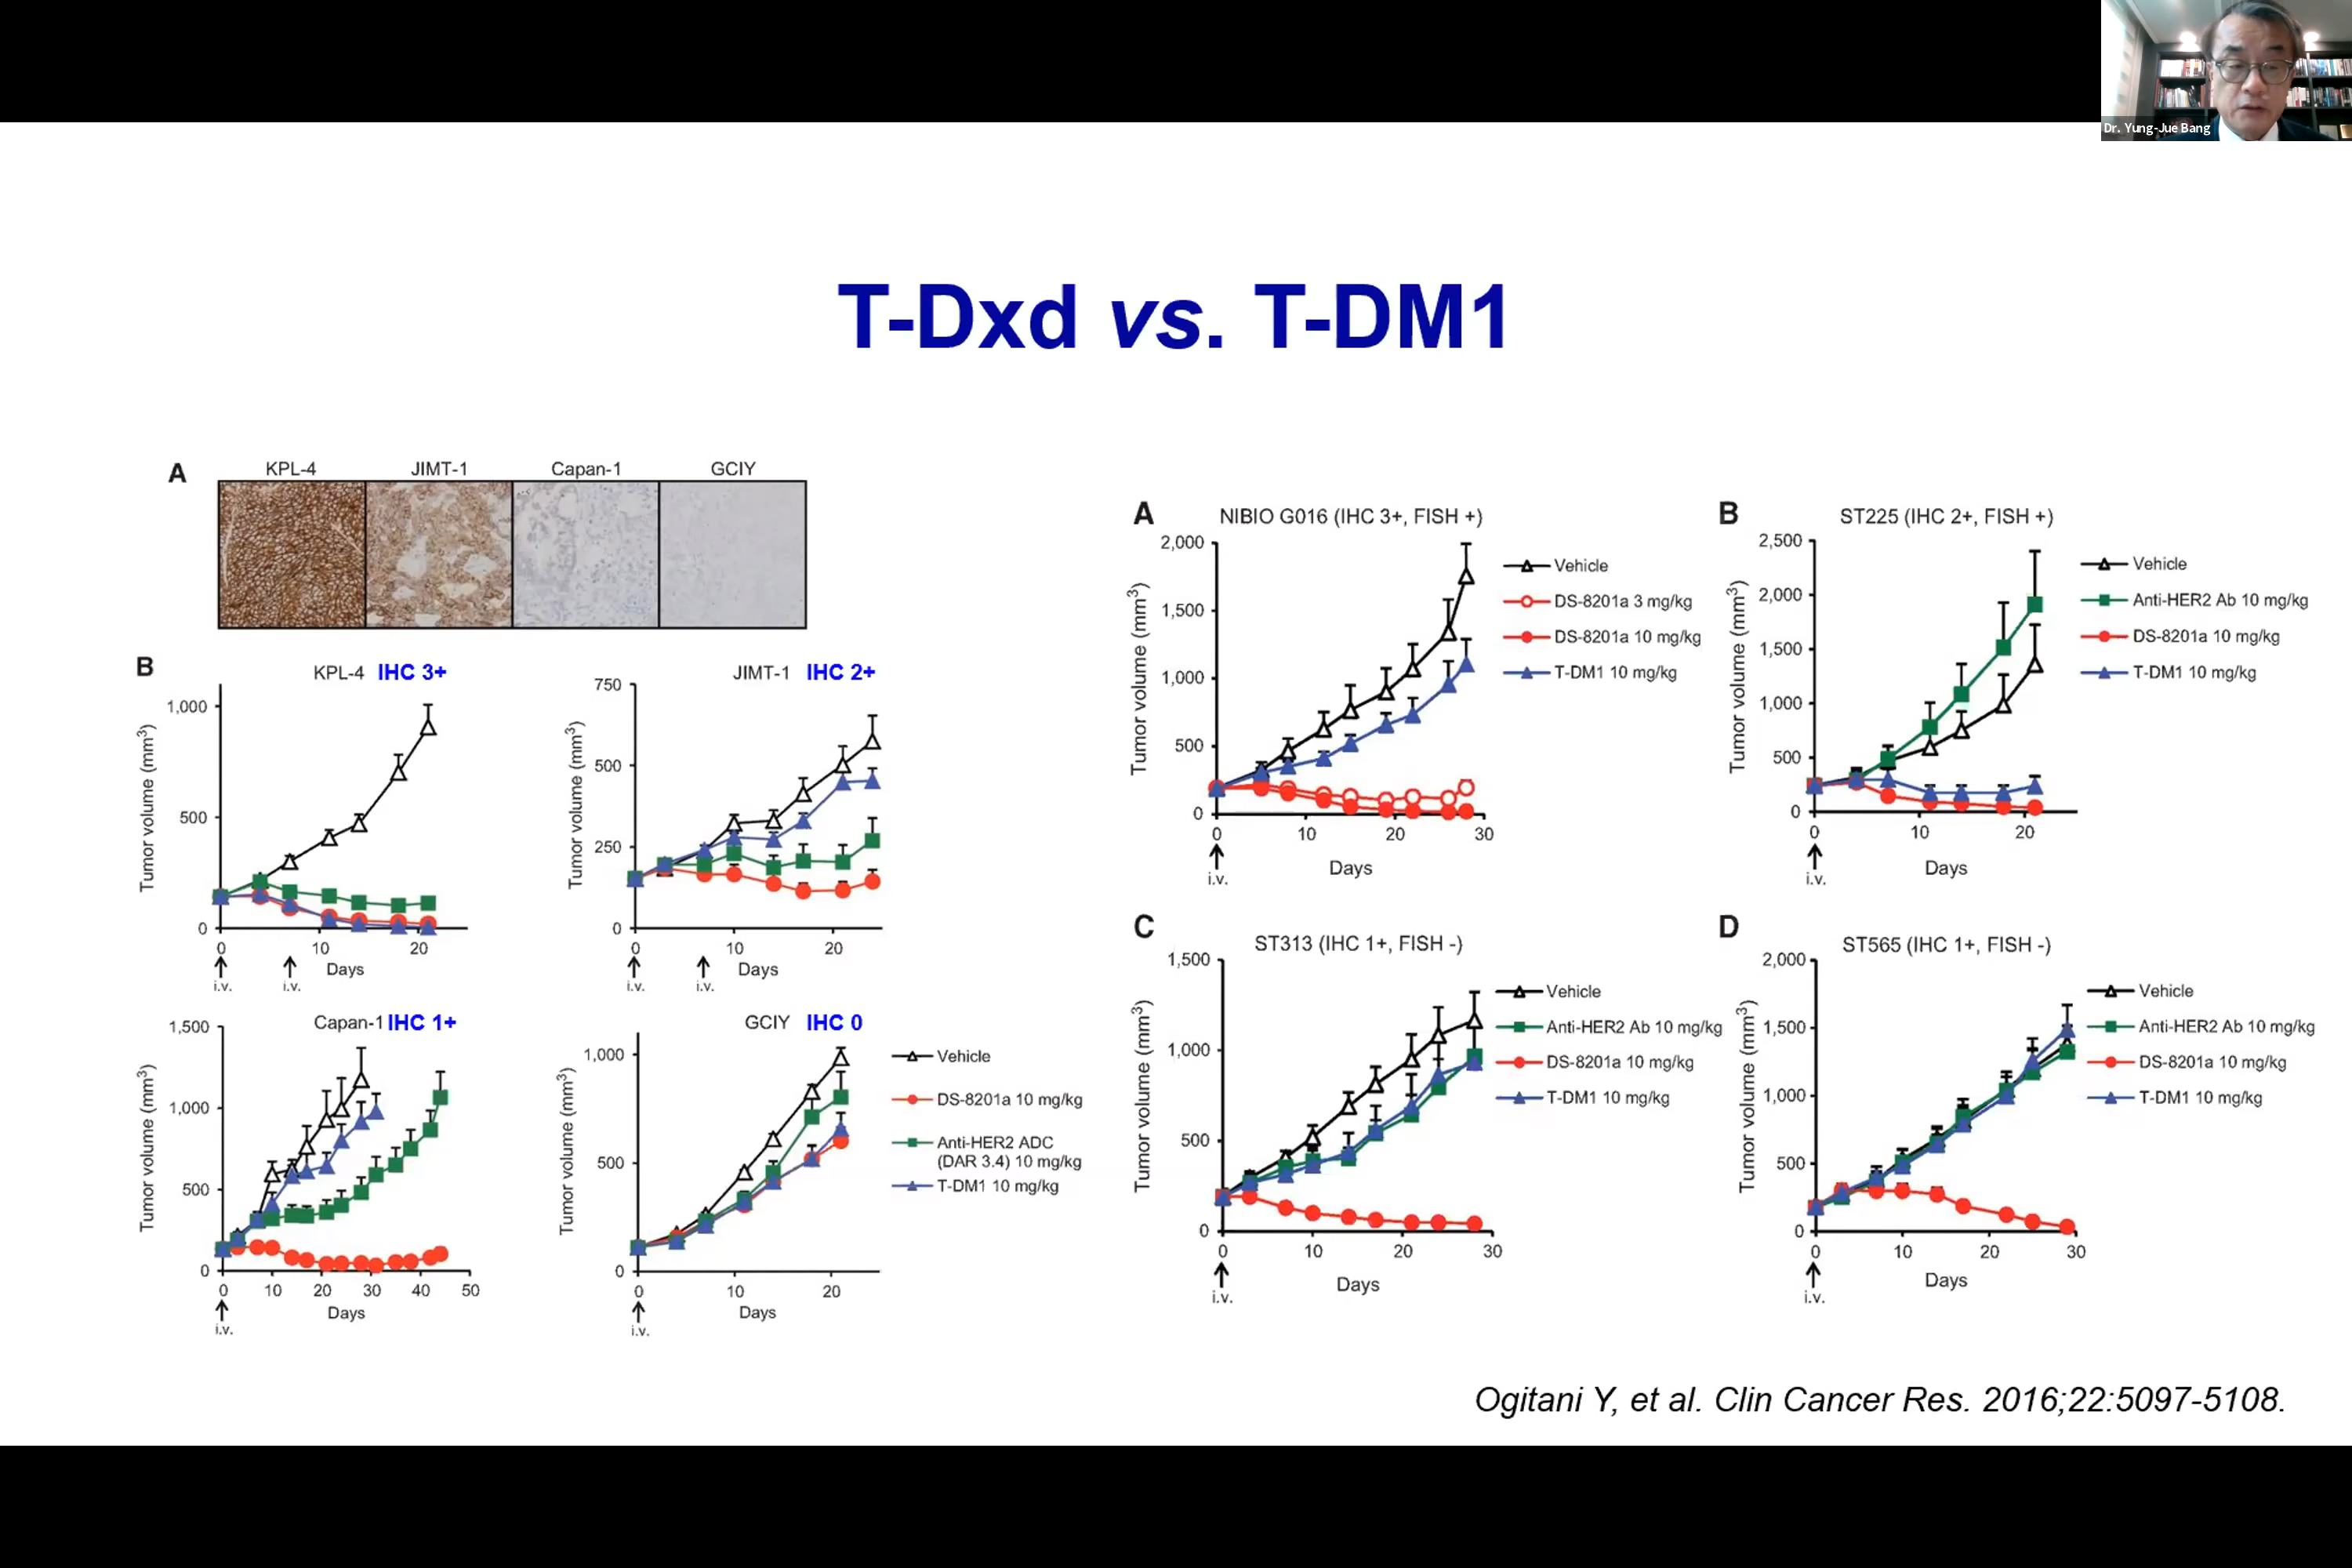 Dr. Yung-Jue Bang
T-Dxd vs. T-DM1
A
KPL-4 JIMT-1 Capan-1 GCIY
B
KPL-4 IHC 3+
Tumor volume (mm³)
1,000
500
0
0 10 20
Days
i.v. i.v.
JIMT-1 IHC 2+
Tumor volume (mm³)
750
500
250
0
0 10 20
Days
i.v. i.v.
Capan-1 IHC 1+
Tumor volume (mm³)
1,500
1,000
500
0
0 10 20 30 40 50
Days
i.v.
GCIY IHC 0
Tumor volume (mm³)
1,000
500
0
0 10 20
Days
i.v.
Vehicle
DS-8201a 10 mg/kg
Anti-HER2 ADC
(DAR 3.4) 10 mg/kg
T-DM1 10 mg/kg
A
NIBIO G016 (IHC 3+, FISH +)
Tumor volume (mm³)
2,000
1,500
1,000
500
0
0 10 20 30
Days
i.v.
Vehicle
DS-8201a 3 mg/kg
DS-8201a 10 mg/kg
T-DM1 10 mg/kg
B
ST225 (IHC 2+, FISH +)
Tumor volume (mm³)
2,500
2,000
1,500
1,000
500
0
0 10 20
Days
i.v.
Vehicle
Anti-HER2 Ab 10 mg/kg
DS-8201a 10 mg/kg
T-DM1 10 mg/kg
C
ST313 (IHC 1+, FISH -)
Tumor volume (mm³)
1,500
1,000
500
0
0 10 20 30
Days
i.v.
Vehicle
Anti-HER2 Ab 10 mg/kg
DS-8201a 10 mg/kg
T-DM1 10 mg/kg
D
ST565 (IHC 1+, FISH -)
Tumor volume (mm³)
2,000
1,500
1,000
500
0
0 10 20 30
Days
i.v.
Vehicle
Anti-HER2 Ab 10 mg/kg
DS-8201a 10 mg/kg
T-DM1 10 mg/kg
Ogitani Y, et al. Clin Cancer Res. 2016;22:5097-5108.